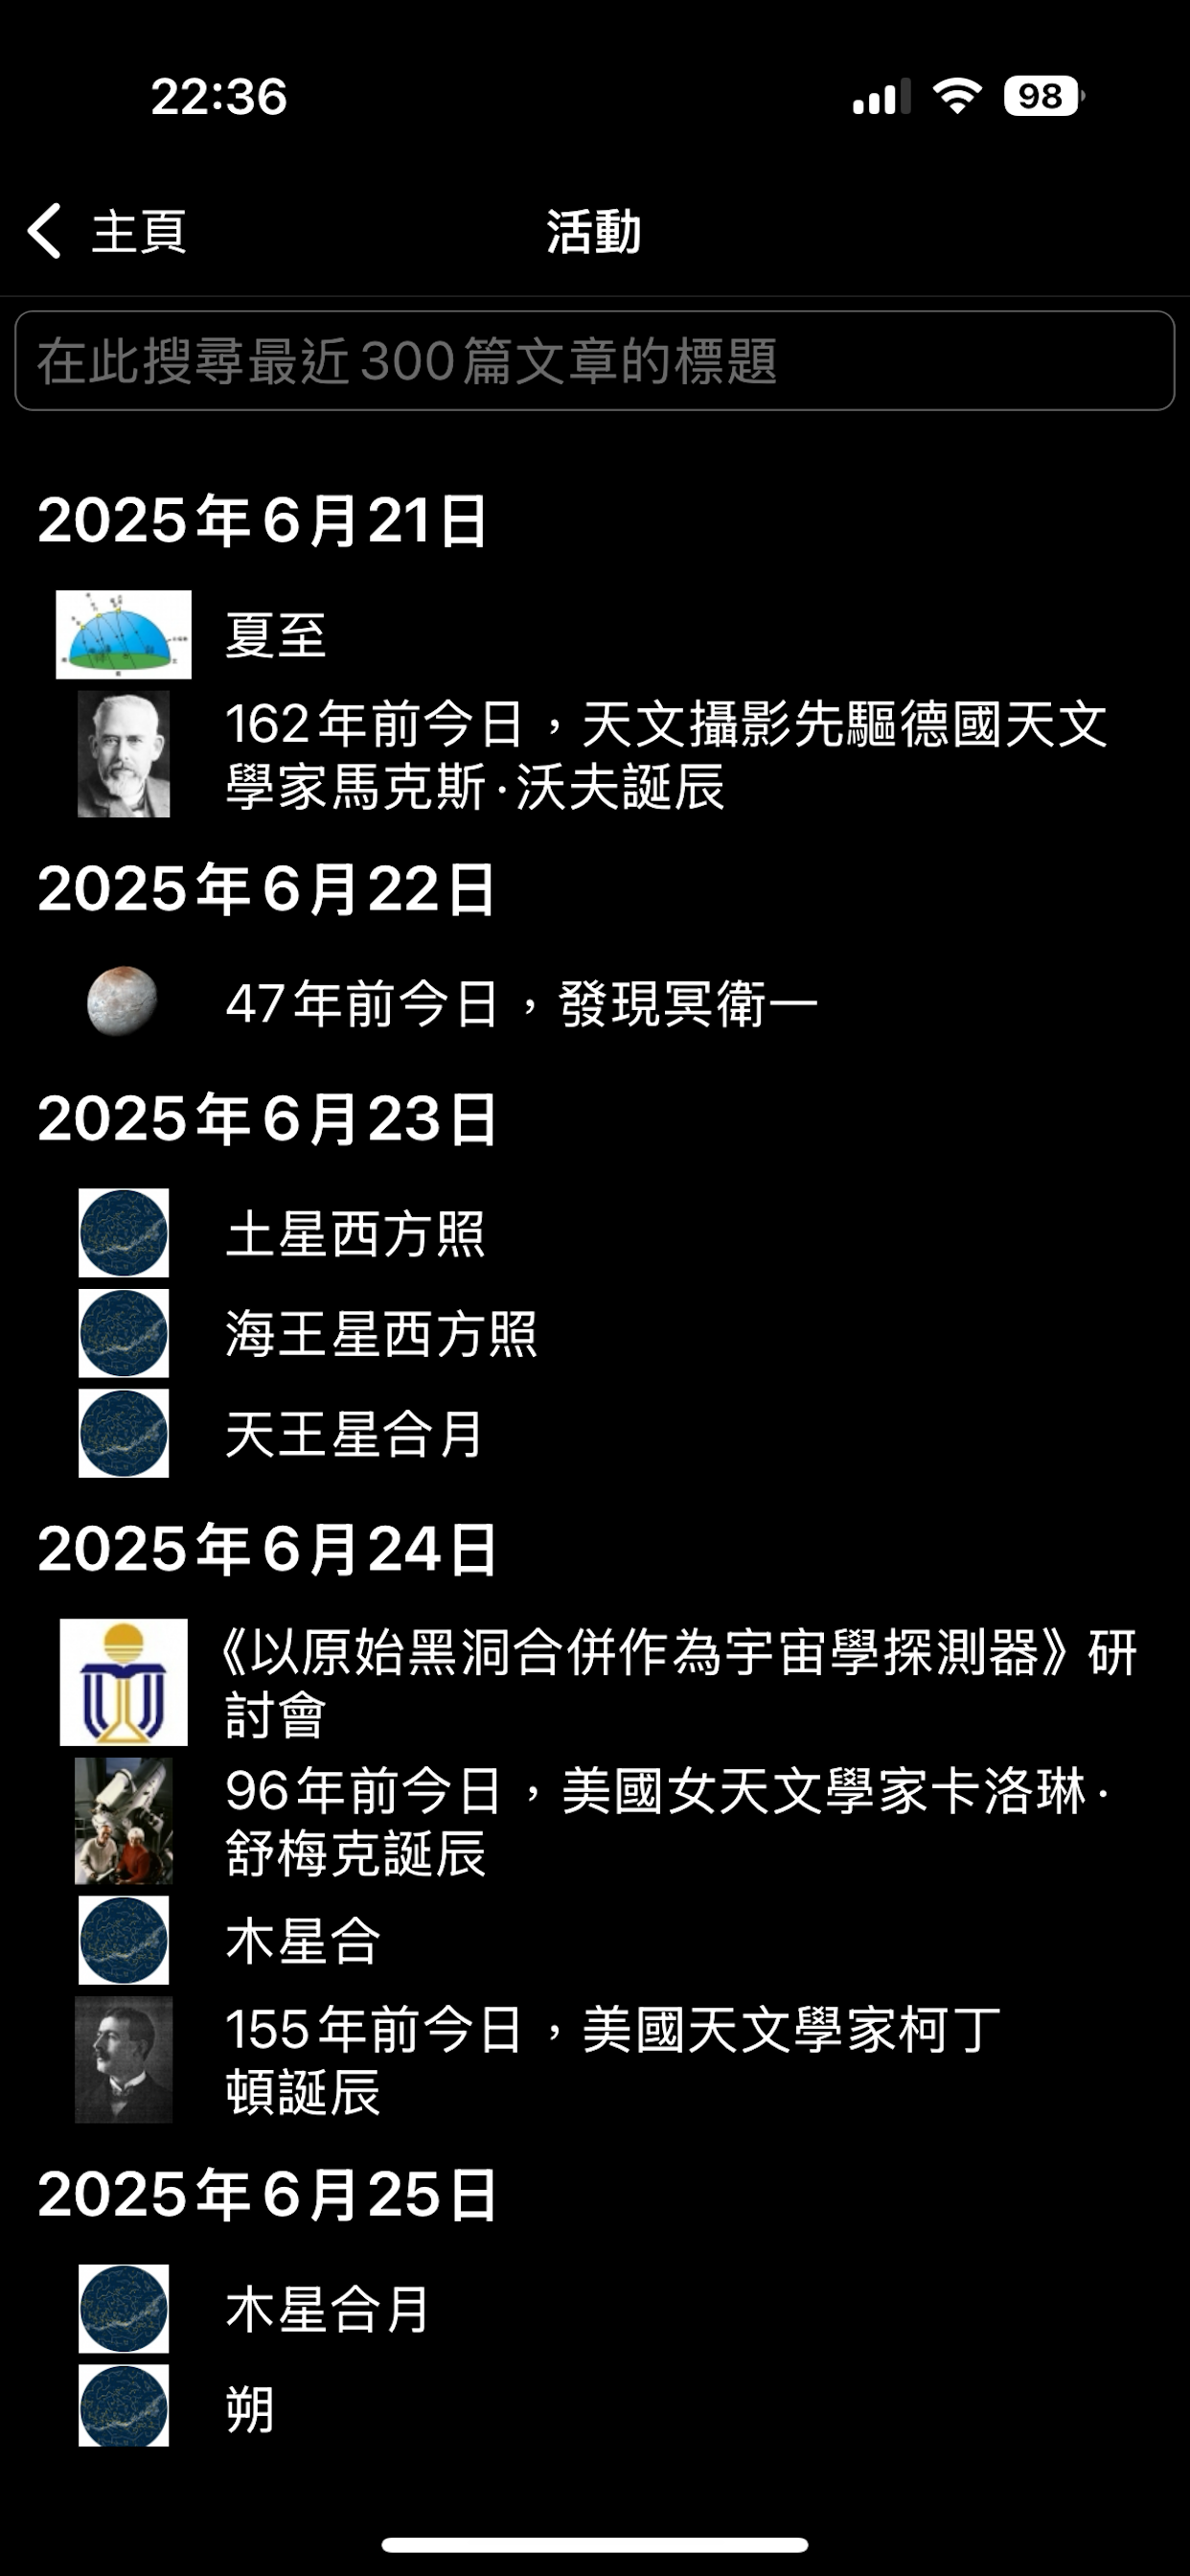 22:36
98
主頁
活動
在此搜尋最近300篇文章的標題
2025年6月21日
夏至
162年前今日，天文攝影先驅德國天文
學家馬克斯·沃夫誕辰
2025年6月22日
47年前今日，發現冥衛一
2025年6月23日
土星西方照
海王星西方照
天王星合月
2025年6月24日
《以原始黑洞合併作為宇宙學探測器》研
討會
96年前今日，美國女天文學家卡洛琳·
舒梅克誕辰
木星合
155年前今日，美國天文學家柯丁
頓誕辰
2025年6月25日
木星合月
朔